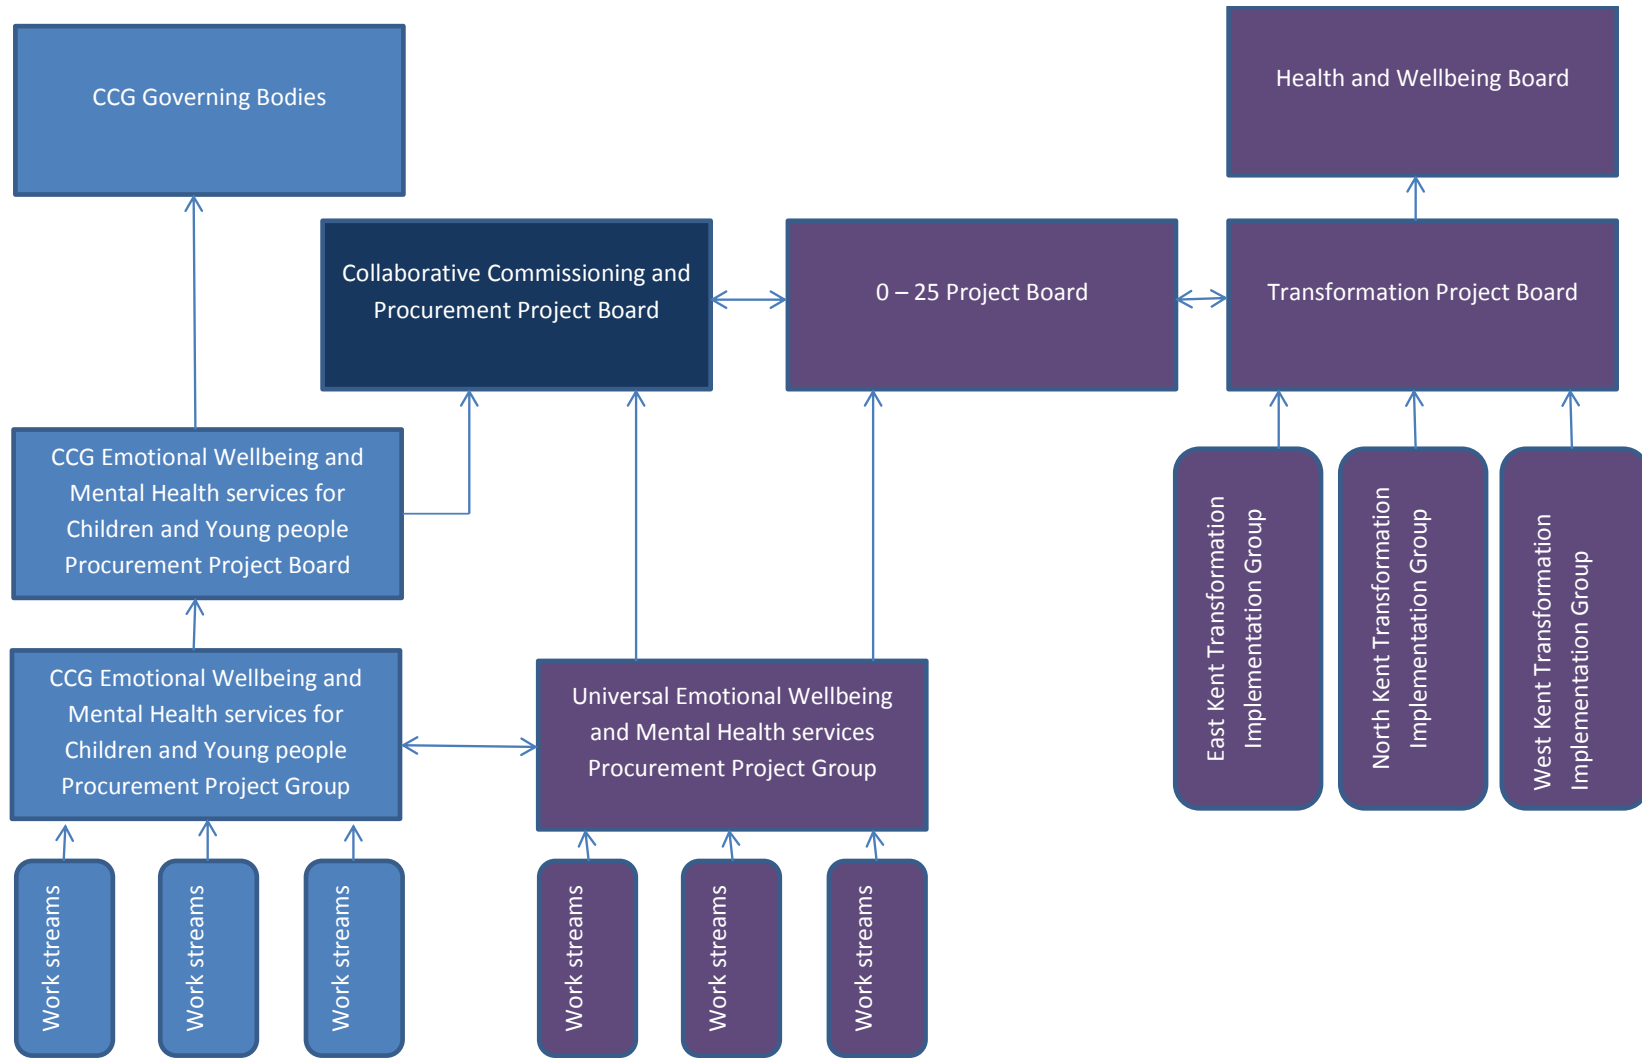 CCG Governing Bodies
Health and Wellbeing Board
Collaborative Commissioning and
Procurement Project Board
0 – 25 Project Board
Transformation Project Board
CCG Emotional Wellbeing and
Mental Health services for
Children and Young people
Procurement Project Board
East Kent Transformation
Implementation Group
North Kent Transformation
Implementation Group
West Kent Transformation
Implementation Group
CCG Emotional Wellbeing and
Mental Health services for
Children and Young people
Procurement Project Group
Universal Emotional Wellbeing
and Mental Health services
Procurement Project Group
Work streams
Work streams
Work streams
Work streams
Work streams
Work streams